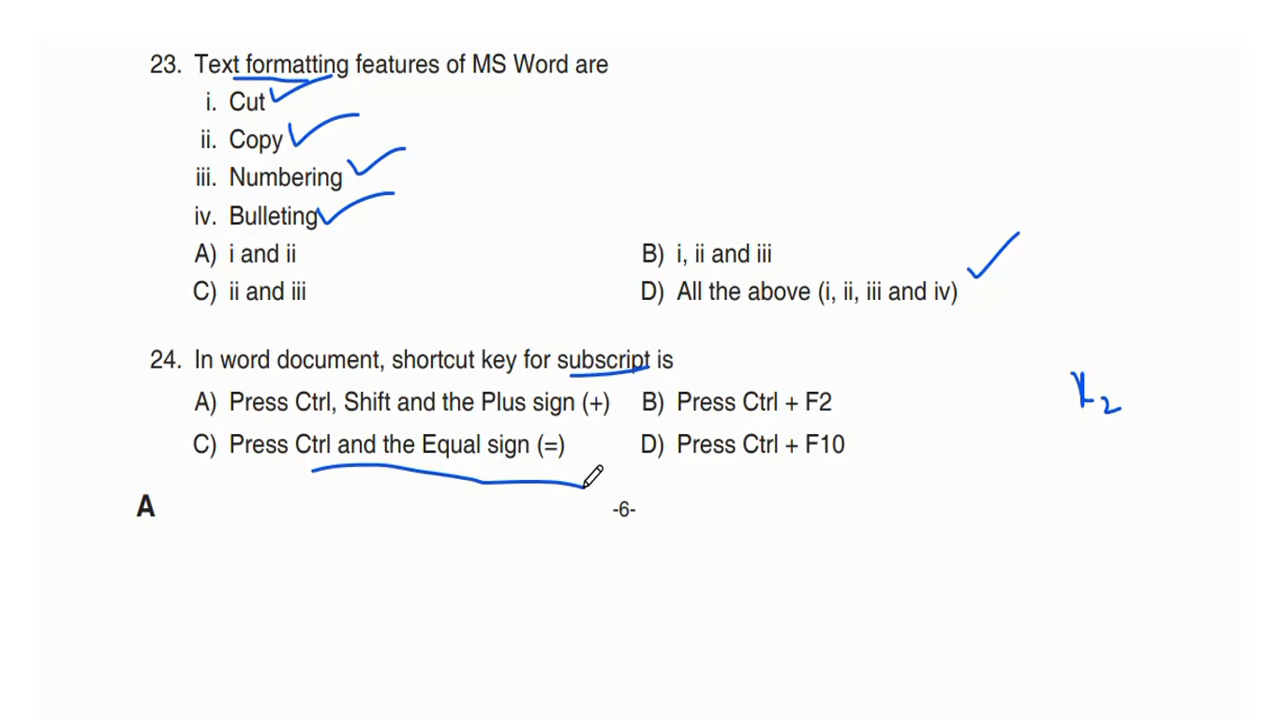 23. Text formatting features of MS Word are
i. Cut
ii. Copy
iii. Numbering
iv. Bulleting
A) i and ii B) i, ii and iii
C) ii and iii D) All the above (i, ii, iii and iv)
24. In word document, shortcut key for subscript is
A) Press Ctrl, Shift and the Plus sign (+) B) Press Ctrl + F2
x2
C) Press Ctrl and the Equal sign (=) D) Press Ctrl + F10
A -6-